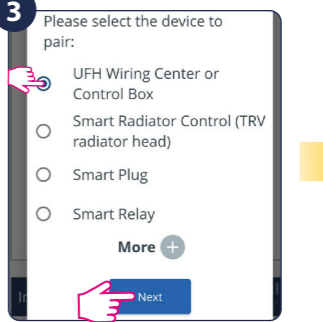 3
Please select the device to
pair:
UFH Wiring Center or
Control Box
Smart Radiator Control (TRV
radiator head)
Smart Plug
Smart Relay
More +
Next